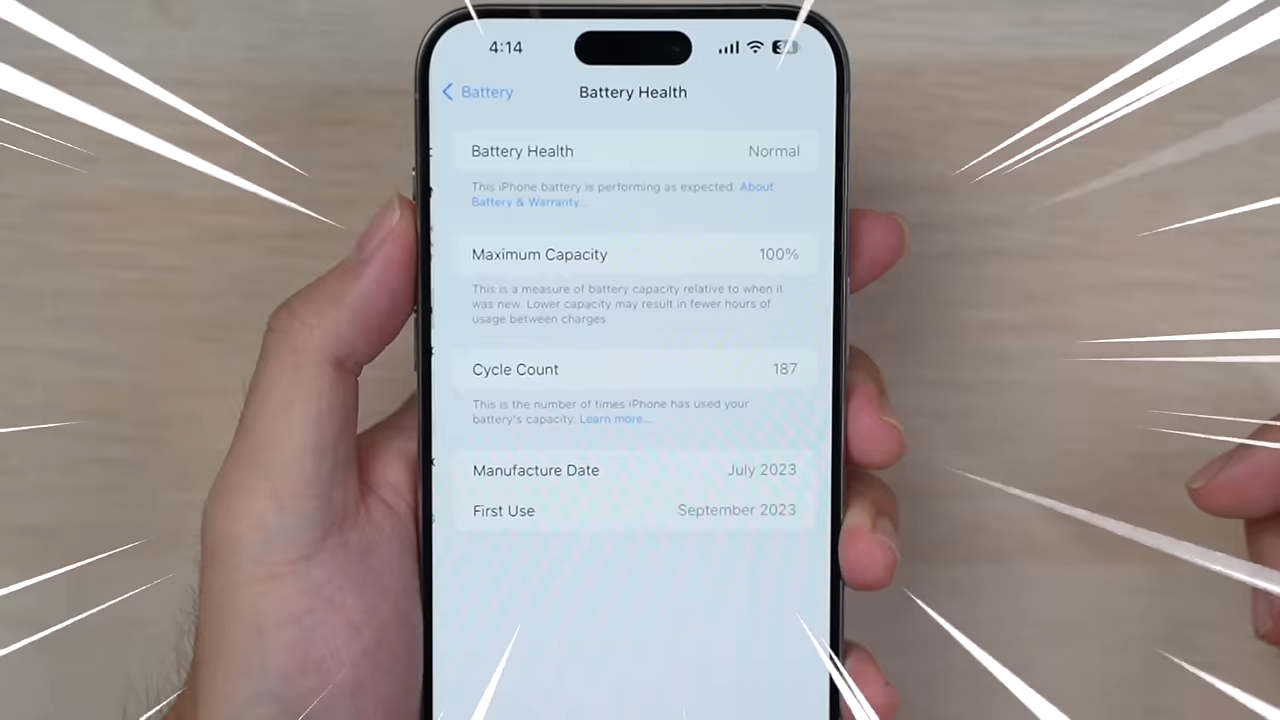 4:14
Battery
Battery Health
Battery Health
Normal
This iPhone battery is performing as expected. About
Battery & Warranty...
Maximum Capacity
100%
This is a measure of battery capacity relative to when it
was new. Lower capacity may result in fewer hours of
usage between charges.
Cycle Count
187
This is the number of times iPhone has used your
battery's capacity. Learn more...
Manufacture Date
July 2023
First Use
September 2023